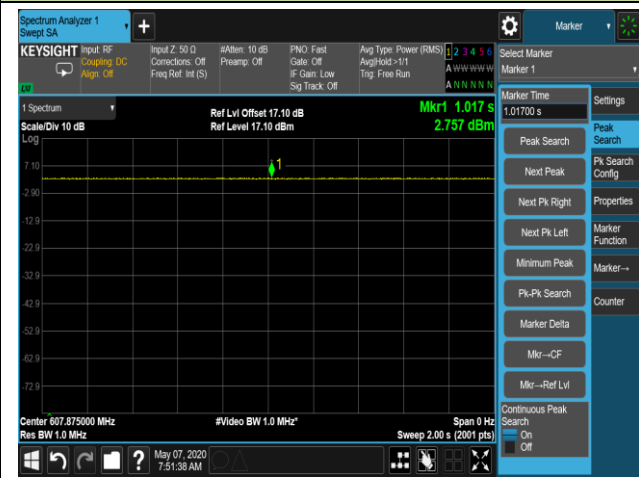 Spectrum Analyzer 1
Swept SA
+
Marker
KEYSIGHT
Input: RF
Coupling: DC
Align: Off
Input Z: 50 Ω
Corrections: Off
Freq Ref: Int (S)
#Atten: 10 dB
Preamp: Off
PNO: Fast
Gate: Off
IF Gain: Low
Sig Track: Off
Avg Type: Power (RMS)
Avg|Hold:>1/1
Trig: Free Run
1 2 3 4 5 6
A W W W W W
A N N N N N
LXI
Select Marker
Marker 1
1 Spectrum
Scale/Div 10 dB
Log
Ref Lvl Offset 17.10 dB
Ref Level 17.10 dBm
Mkr1 1.017 s
2.757 dBm
1
7.10
-2.90
-12.9
-22.9
-32.9
-42.9
-52.9
-62.9
-72.9
Center 607.875000 MHz
Res BW 1.0 MHz
#Video BW 1.0 MHz*
Span 0 Hz
Sweep 2.00 s (2001 pts)
Marker Time
1.01700 s
Peak Search
Next Peak
Next Pk Right
Next Pk Left
Minimum Peak
Pk-Pk Search
Marker Delta
Mkr→CF
Mkr→Ref Lvl
Continuous Peak
Search
On
Off
Settings
Peak
Search
Pk Search
Config
Properties
Marker
Function
Marker→
Counter
?
May 07, 2020
7:51:38 AM